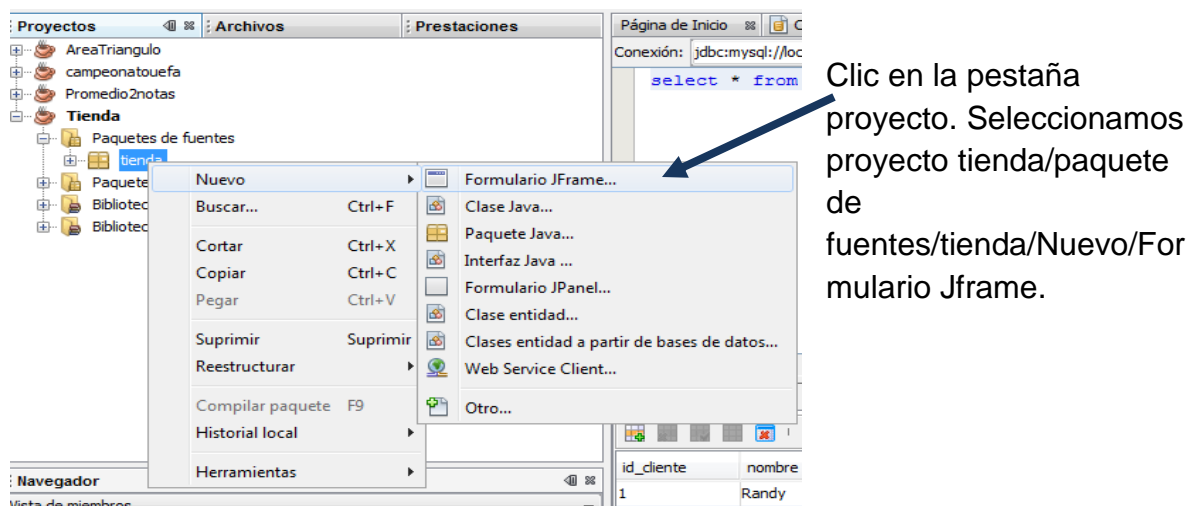 Proyectos
Archivos
Prestaciones
Página de Inicio
AreaTriangulo
campeonatouefa
Promedio2notas
Tienda
Paquetes de fuentes
tienda
Paquete
Bibliotec
Bibliotec
Conexión: jdbc:mysql://loc
select * from
Nuevo
Buscar... Ctrl+F
Cortar Ctrl+X
Copiar Ctrl+C
Pegar Ctrl+V
Suprimir Suprimir
Reestructurar
Compilar paquete F9
Historial local
Herramientas
Formulario JFrame...
Clase Java...
Paquete Java...
Interfaz Java ...
Formulario JPanel...
Clase entidad...
Clases entidad a partir de bases de datos...
Web Service Client...
Otro...
id_cliente nombre
1 Randy
Navegador
Vista de miembros
Clic en la pestaña
proyecto. Seleccionamos
proyecto tienda/paquete
de
fuentes/tienda/Nuevo/For
mulario Jframe.